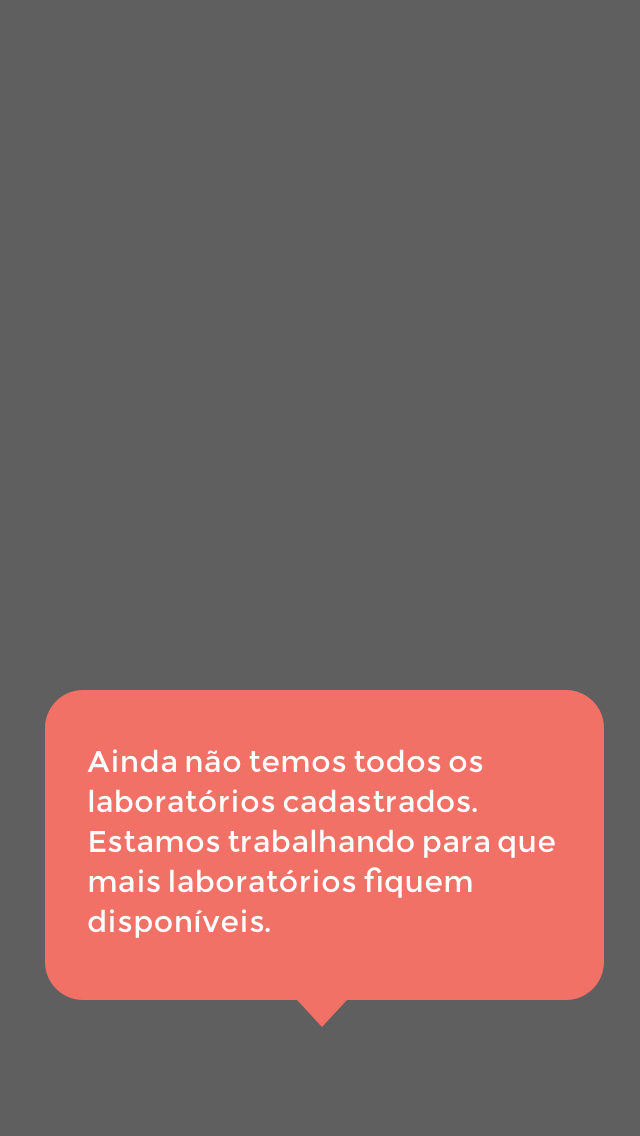 Ainda não temos todos os
laboratórios cadastrados.
Estamos trabalhando para que
mais laboratórios fiquem
disponíveis.